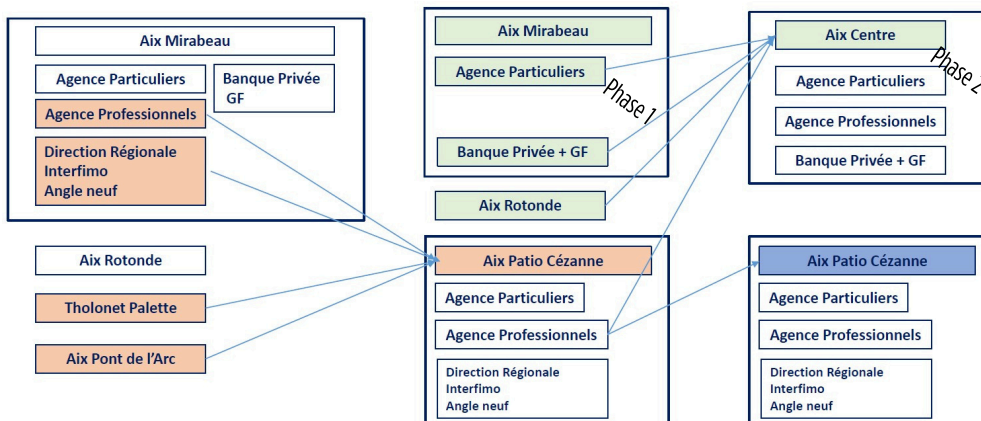 Aix Mirabeau
Agence Particuliers
Banque Privée
GF
Agence Professionnels
Direction Régionale
Interfimo
Angle neuf
Aix Rotonde
Tholonet Palette
Aix Pont de l'Arc
Aix Mirabeau
Agence Particuliers
Phase 1
Banque Privée + GF
Aix Rotonde
Aix Patio Cézanne
Agence Particuliers
Agence Professionnels
Direction Régionale
Interfimo
Angle neuf
Aix Centre
Phase 2
Agence Particuliers
Agence Professionnels
Banque Privée + GF
Aix Patio Cézanne
Agence Particuliers
Agence Professionnels
Direction Régionale
Interfimo
Angle neuf